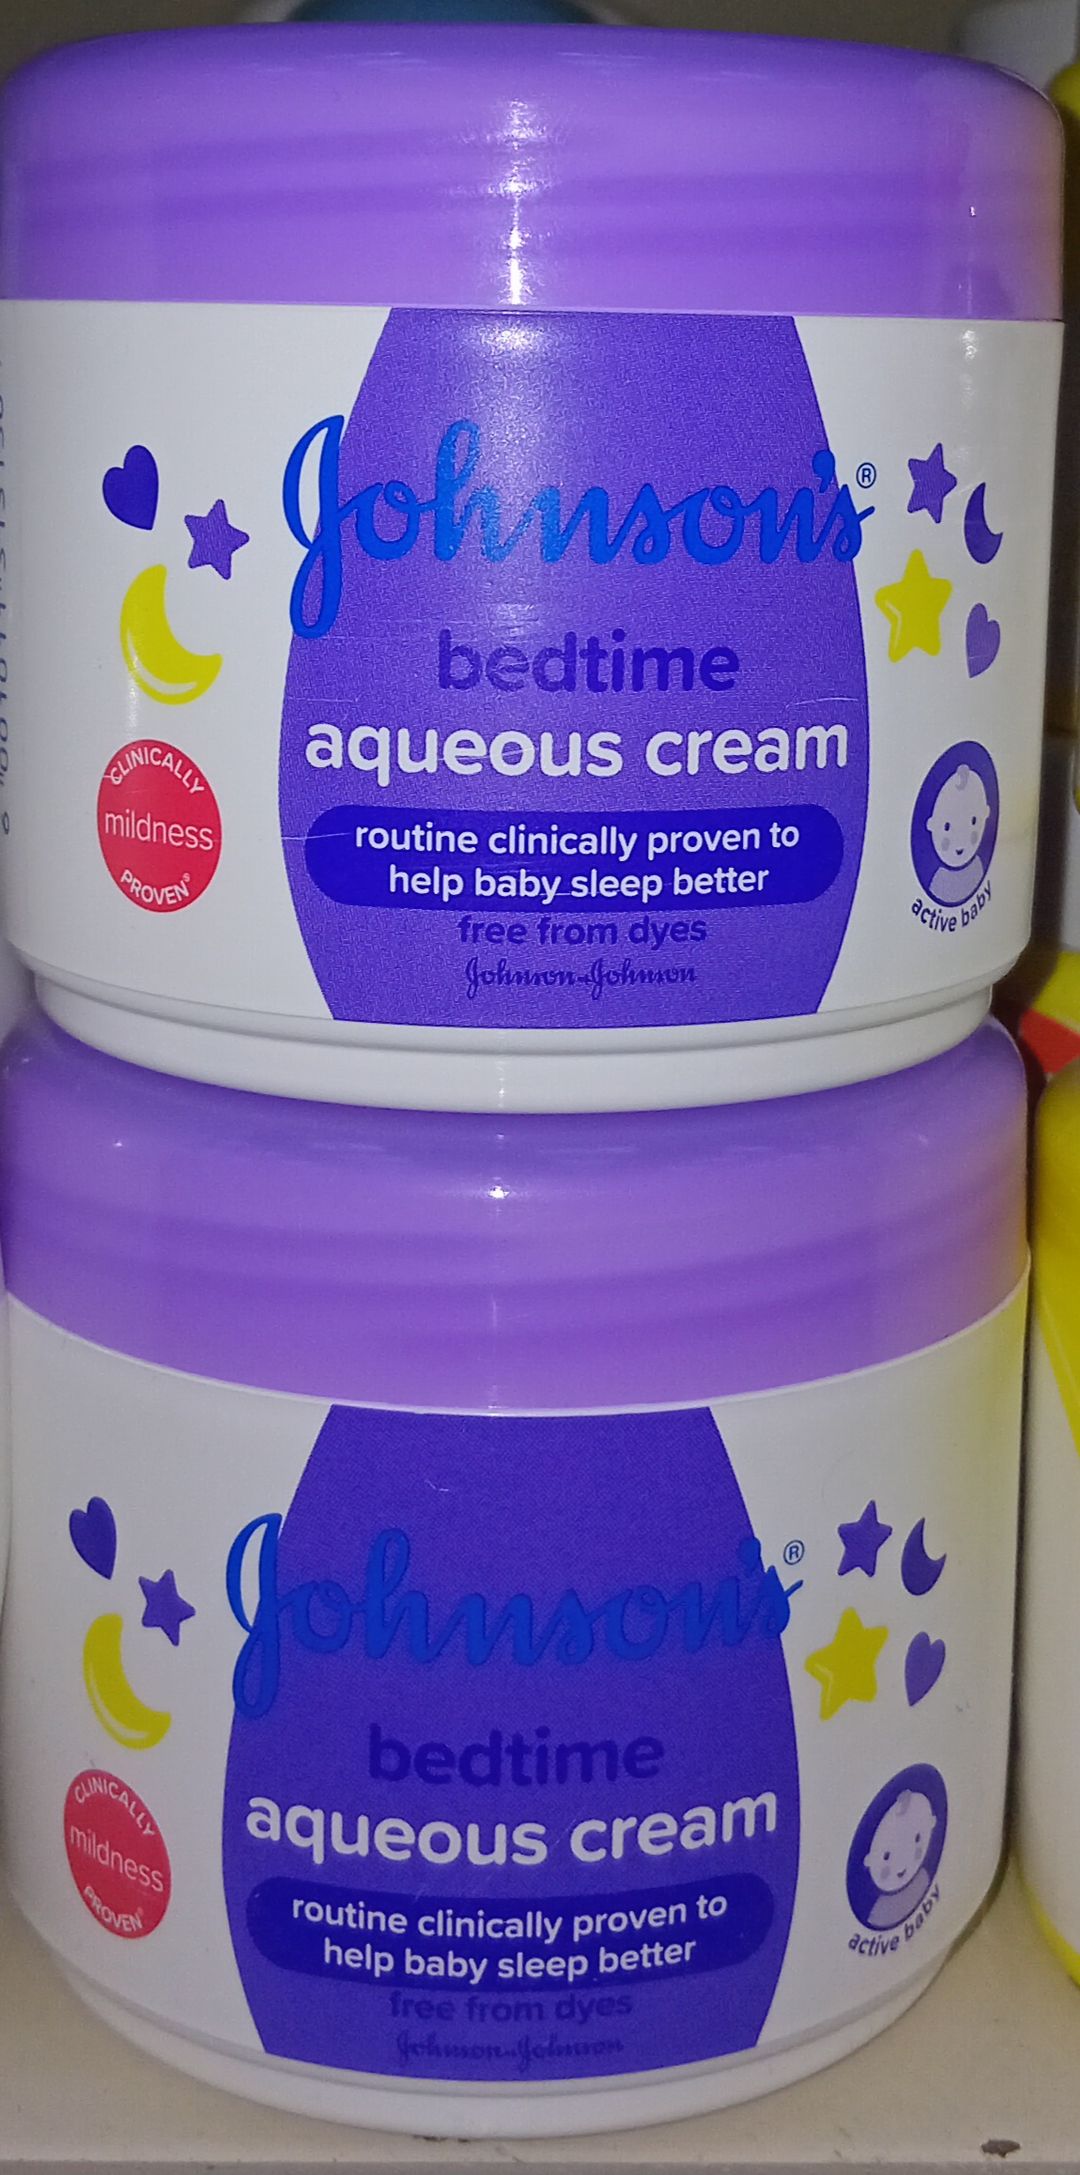 Johnson's®
bedtime
aqueous cream
routine clinically proven to
help baby sleep better
free from dyes
Johnson&Johnson
CLINICALLY
mildness
PROVEN
active baby
Johnson's®
bedtime
aqueous cream
routine clinically proven to
help baby sleep better
free from dyes
Johnson&Johnson
CLINICALLY
mildness
PROVEN
active baby